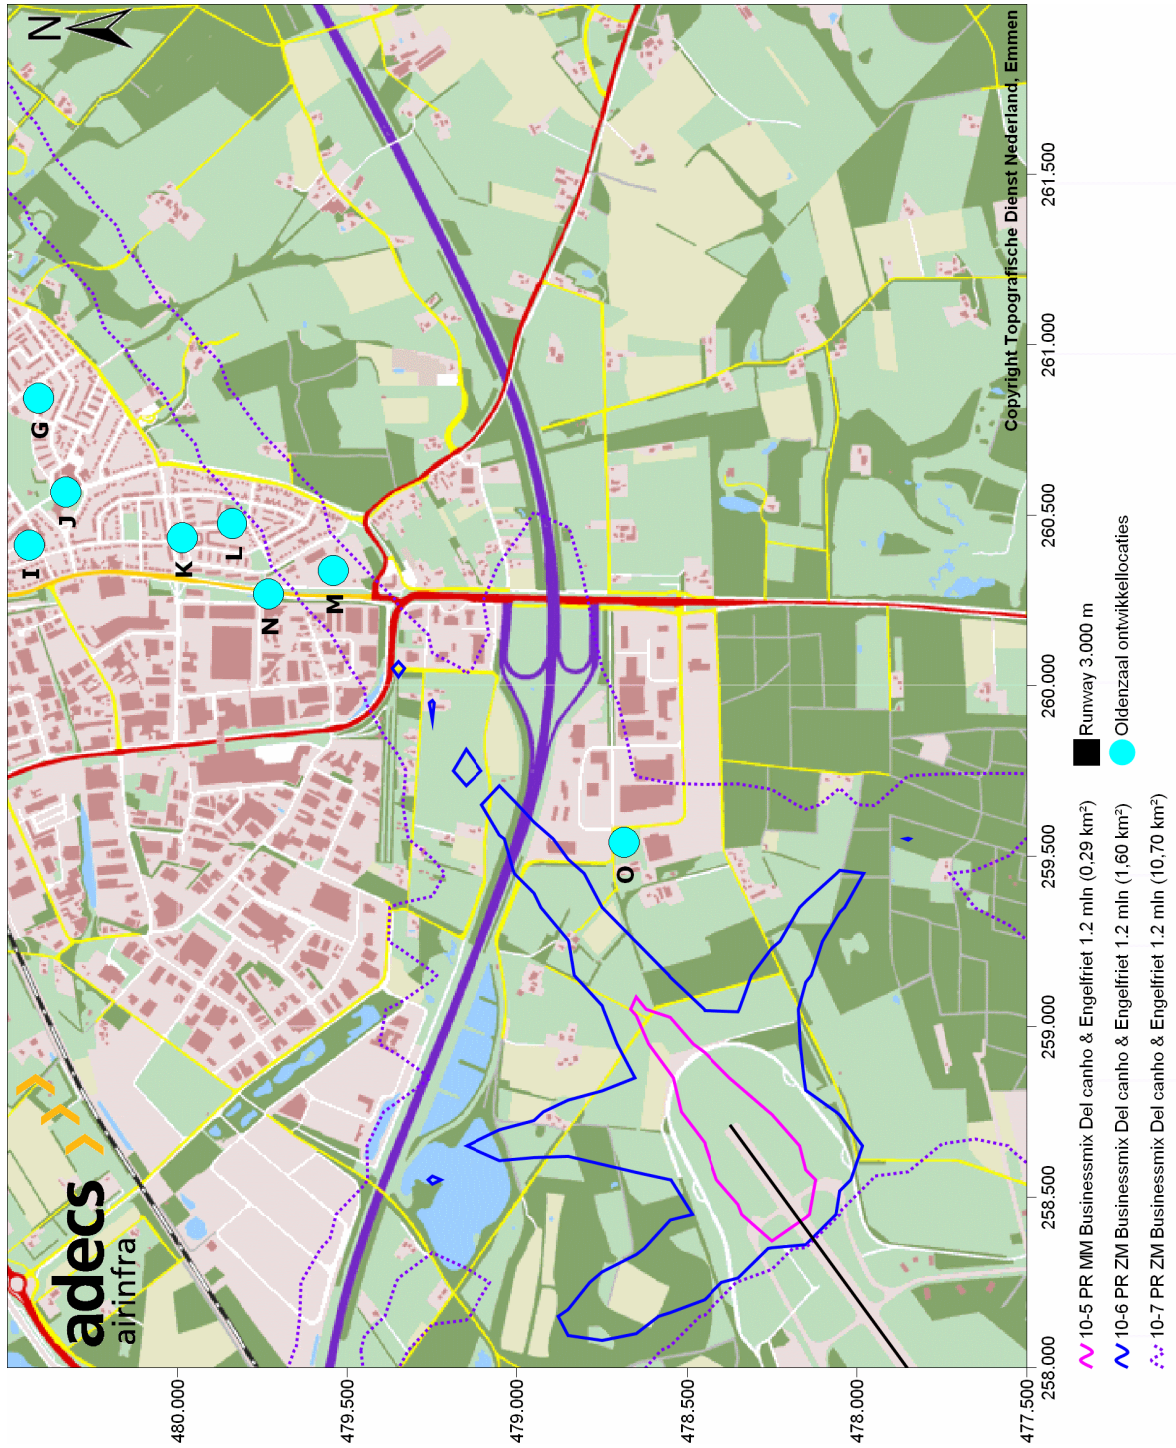 N
adecs
airinfra
G
J
I
K
L
N
M
O
480.000
479.500
479.000
478.500
478.000
477.500
258.000
258.500
259.000
259.500
260.000
260.500
261.000
261.500
Copyright Topografische Dienst Nederland, Emmen
10-5 PR MM Businessmix Del canho & Engelfriet 1.2 mln (0,29 km²)
10-6 PR ZM Businessmix Del canho & Engelfriet 1.2 mln (1,60 km²)
10-7 PR ZM Businessmix Del canho & Engelfriet 1.2 mln (10,70 km²)
Runway 3.000 m
Oldenzaal ontwikkellocaties